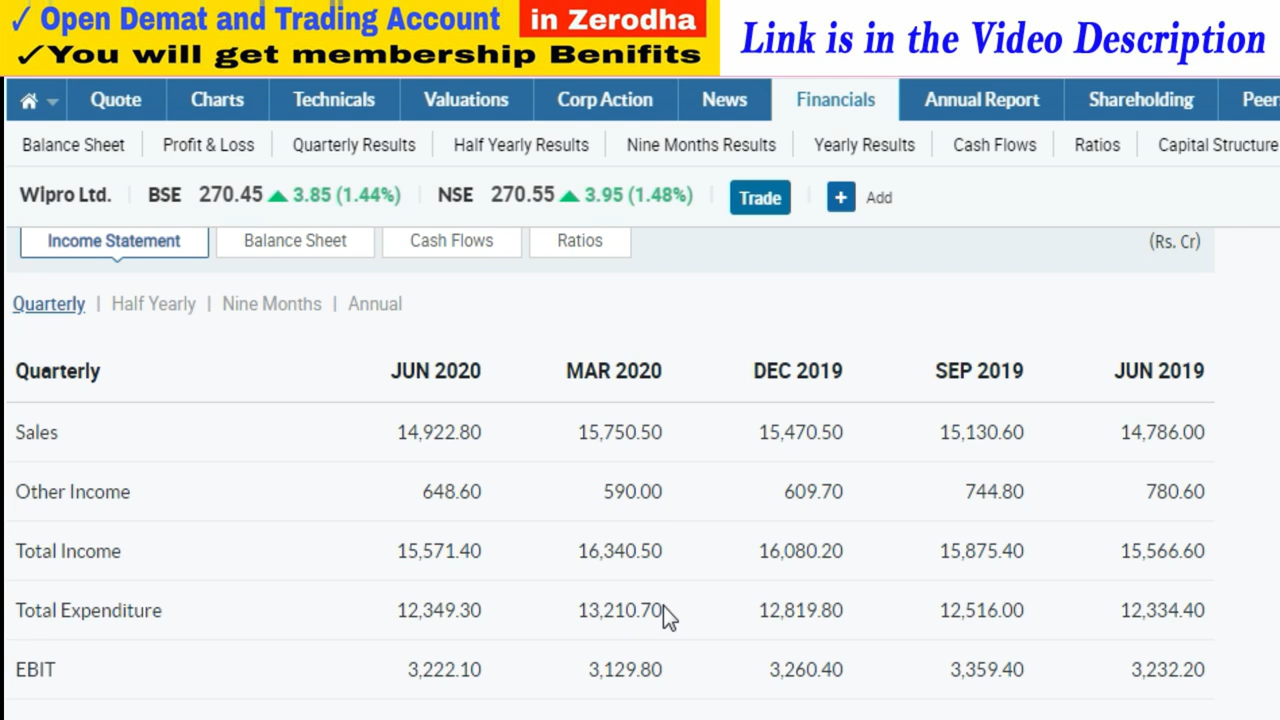 ✓ Open Demat and Trading Account in Zerodha
✓You will get membership Benifits
Link is in the Video Description
Quote Charts Technicals Valuations Corp Action News Financials Annual Report Shareholding Peer
Balance Sheet Profit & Loss Quarterly Results Half Yearly Results Nine Months Results Yearly Results Cash Flows Ratios Capital Structure
Wipro Ltd. BSE 270.45 ▲ 3.85 (1.44%) NSE 270.55 ▲ 3.95 (1.48%) Trade + Add
Income Statement Balance Sheet Cash Flows Ratios (Rs. Cr)
Quarterly | Half Yearly | Nine Months | Annual
Quarterly JUN 2020 MAR 2020 DEC 2019 SEP 2019 JUN 2019
Sales 14,922.80 15,750.50 15,470.50 15,130.60 14,786.00
Other Income 648.60 590.00 609.70 744.80 780.60
Total Income 15,571.40 16,340.50 16,080.20 15,875.40 15,566.60
Total Expenditure 12,349.30 13,210.70 12,819.80 12,516.00 12,334.40
EBIT 3,222.10 3,129.80 3,260.40 3,359.40 3,232.20